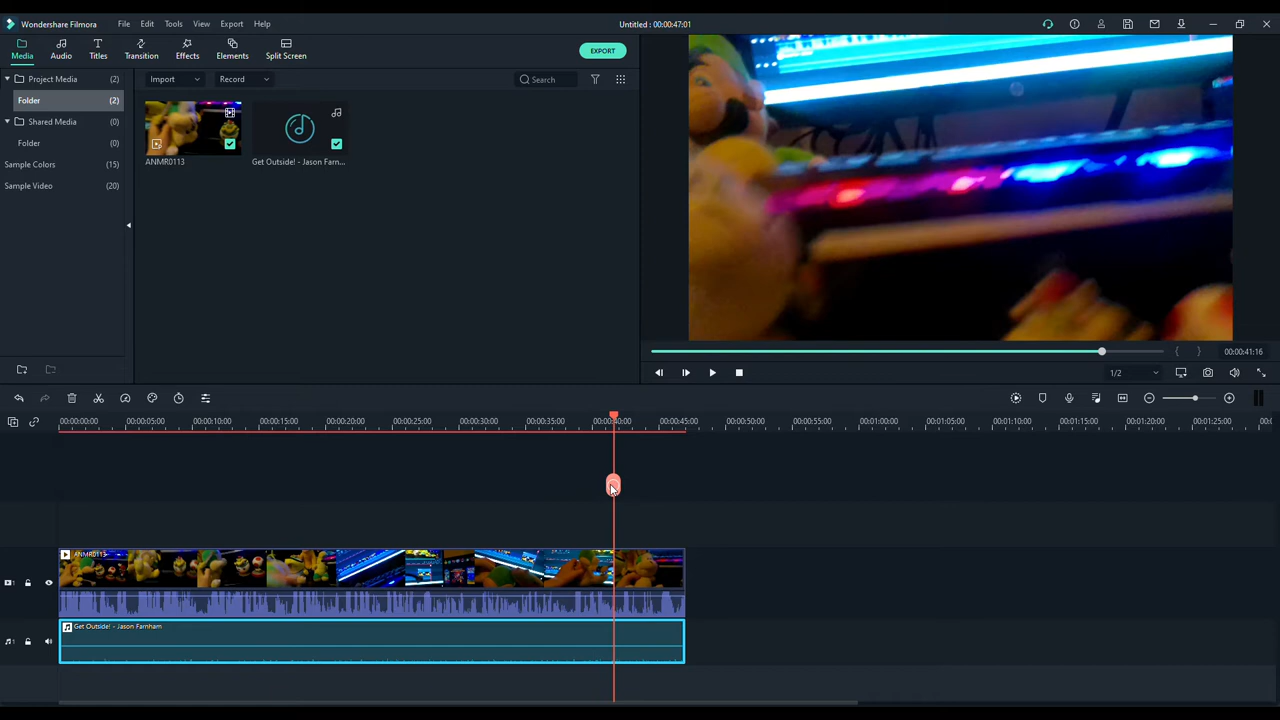 Wondershare Filmora
File
Edit
Tools
View
Export
Help
Untitled : 00:00:47:01
Media
Audio
Titles
Transition
Effects
Elements
Split Screen
EXPORT
Project Media (2)
Folder (2)
Shared Media (0)
Folder (0)
Sample Colors (15)
Sample Video (20)
Import
Record
Search
ANMR0113
Get Outside! - Jason Farn...
00:00:41:16
1/2
00:00:00:00
00:00:05:00
00:00:10:00
00:00:15:00
00:00:20:00
00:00:25:00
00:00:30:00
00:00:35:00
00:00:40:00
00:00:45:00
00:00:50:00
00:00:55:00
00:01:00:00
00:01:05:00
00:01:10:00
00:01:15:00
00:01:20:00
00:01:25:00
ANMR0113
1
Get Outside! - Jason Farnham
1